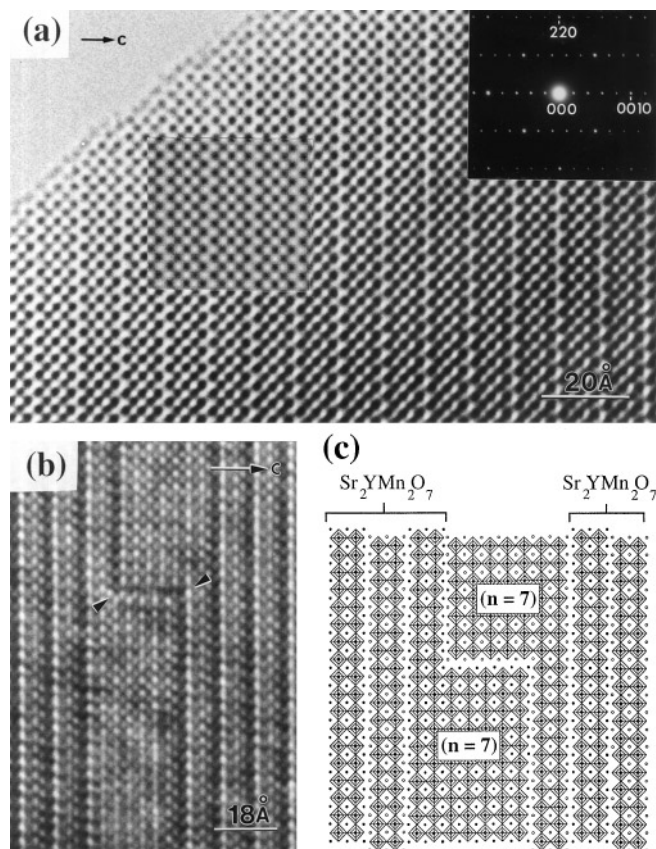 (a)
c
220
000
0010
20Å
(b)
c
18Å
(c)
Sr2YMn2O7
Sr2YMn2O7
(n = 7)
(n = 7)